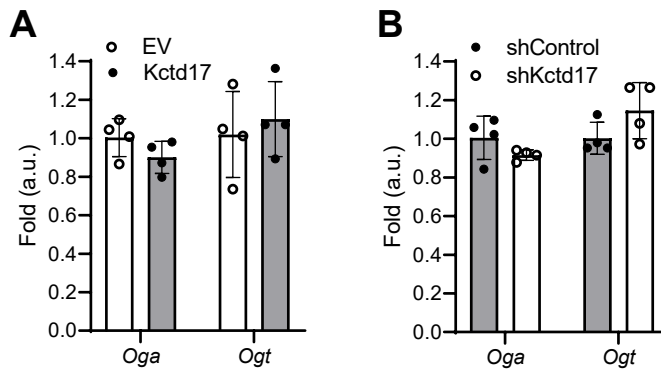 A
EV
Kctd17
Fold (a.u.)
1.4
1.2
1.0
0.8
0.6
0.4
0.2
0.0
Oga
Ogt
B
shControl
shKctd17
Fold (a.u.)
1.4
1.2
1.0
0.8
0.6
0.4
0.2
0.0
Oga
Ogt